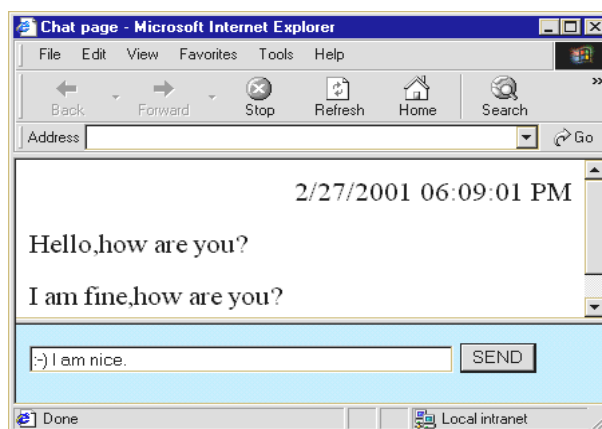 Chat page - Microsoft Internet Explorer
File Edit View Favorites Tools Help
Back Forward Stop Refresh Home Search »
Address Go
2/27/2001 06:09:01 PM
Hello,how are you?
I am fine,how are you?
:-) I am nice. SEND
Done Local intranet